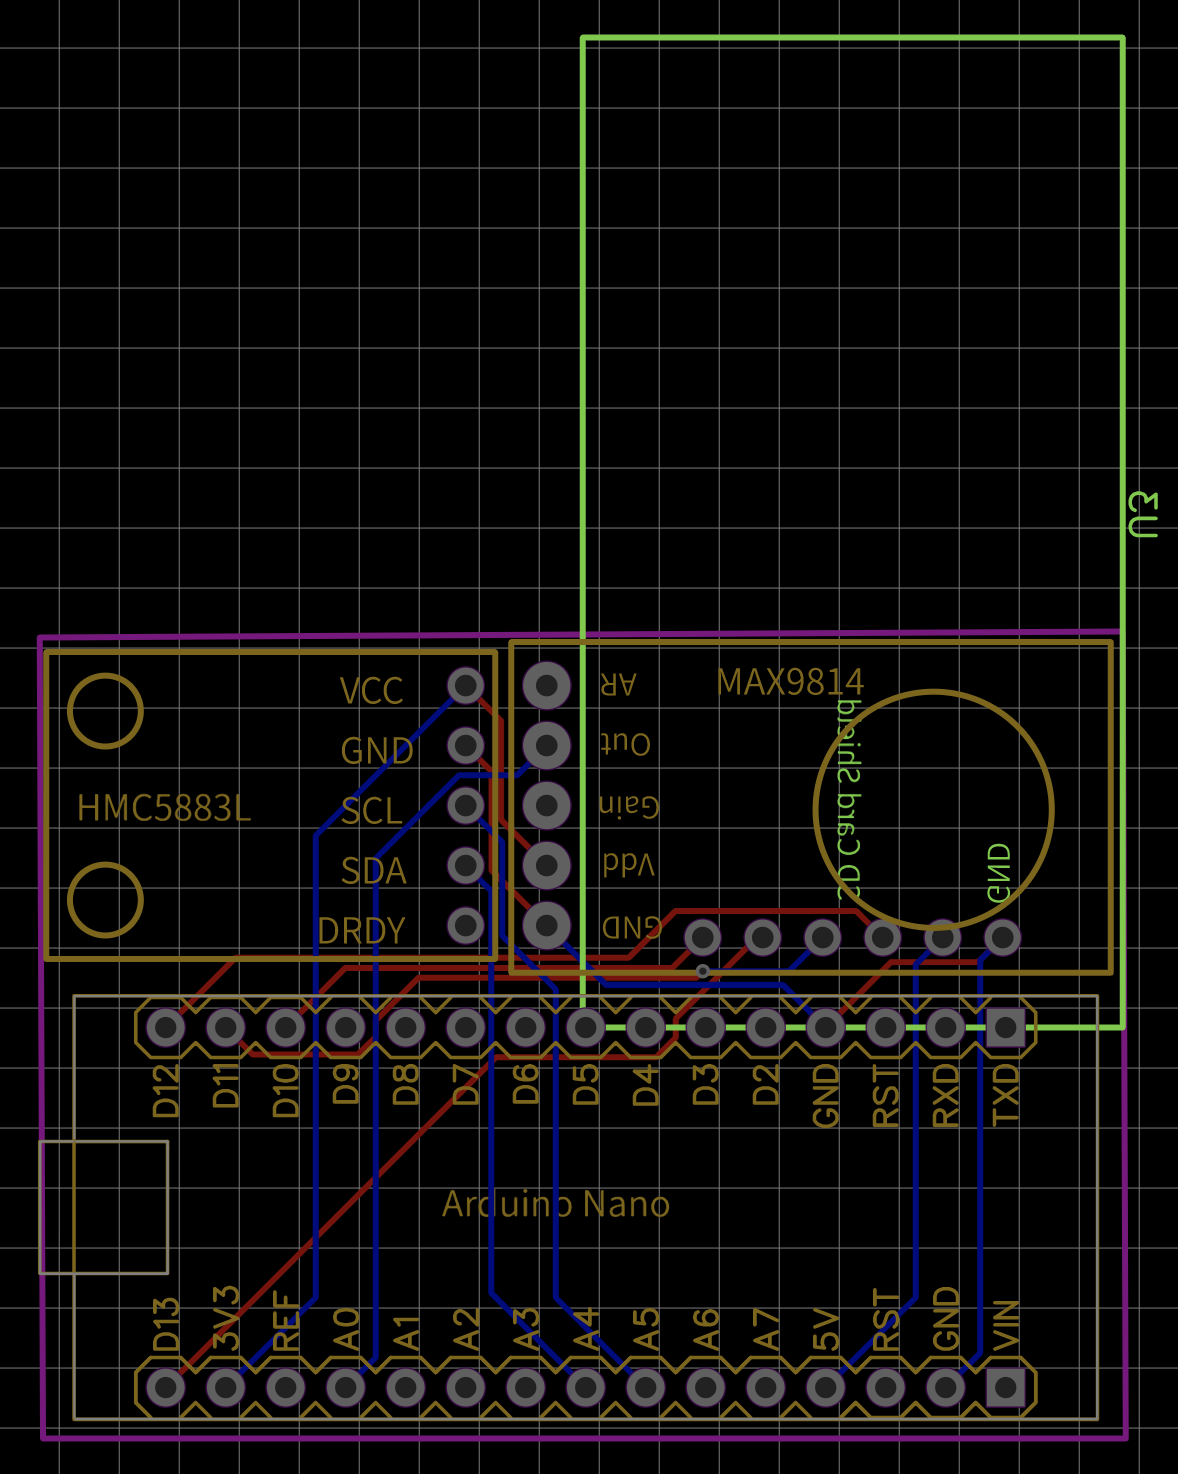 U3
VCC
AR
MAX9814
GND
Out
HMC5883L
SCL
Gain
SD Card Shield
SDA
Vdd
GND
DRDY
GND
D12 D11 D10 D9 D8 D7 D6 D5 D4 D3 D2 GND RST RXD TXD
Arduino Nano
D13 3V3 REF A0 A1 A2 A3 A4 A5 A6 A7 5V RST GND VIN